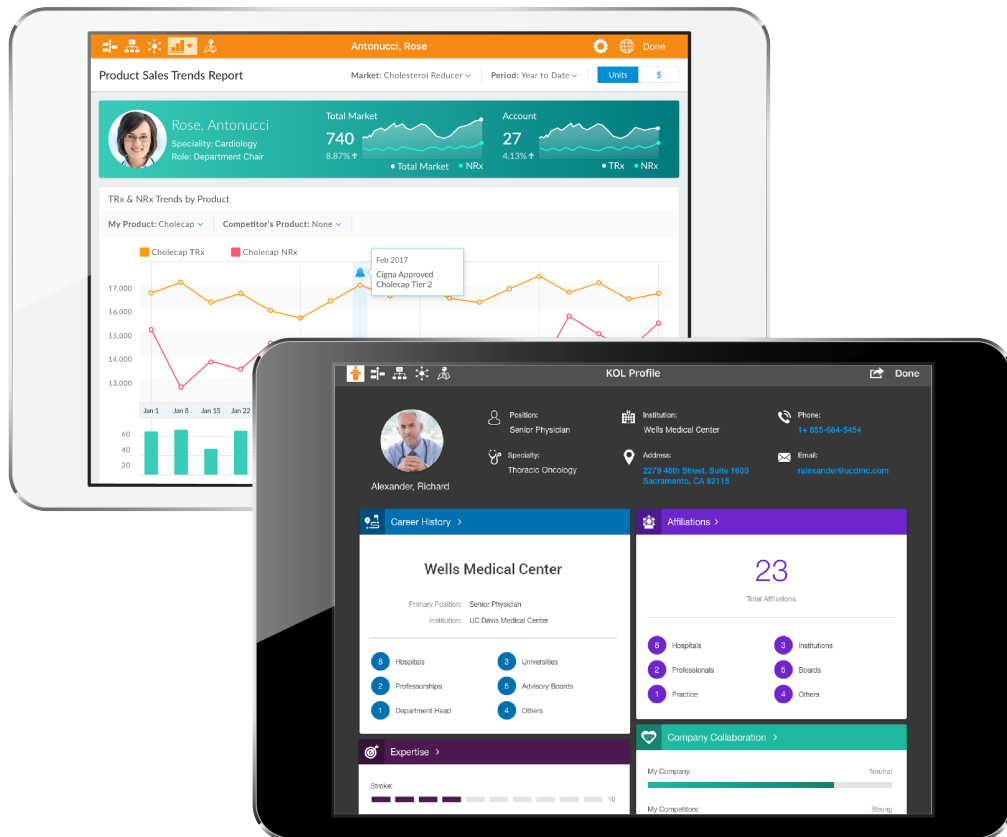 Antonucci, Rose
Done
Product Sales Trends Report
Market: Cholesterol Reducer
Period: Year to Date
Units
$
Rose, Antonucci
Speciality: Cardiology
Role: Department Chair
Total Market
740
8.87%
Total Market
NRx
Account
27
4.13%
TRx
NRx
TRx & NRx Trends by Product
My Product: Cholecap
Competitor's Product: None
Cholecap TRx
Cholecap NRx
Feb 2017
Cigna Approved
Cholecap Tier 2
17,000
16,000
15,000
14,000
13,000
Jan 1
Jan 8
Jan 15
Jan 22
60
40
20
KOL Profile
Done
Alexander, Richard
Position:
Senior Physician
Specialty:
Thoracic Oncology
Institution:
Wells Medical Center
Address:
2279 48th Street, Suite 1600
Sacramento, CA 92115
Phone:
1+ 855-684-5454
Email:
ralexander@ucdmc.com
Career History >
Wells Medical Center
Primary Position: Senior Physician
Institution: UC Davis Medical Center
8 Hospitals
3 Universities
2 Professorships
5 Advisory Boards
1 Department Head
4 Others
Affiliations >
23
Total Affiliations
8 Hospitals
3 Institutions
2 Professionals
5 Boards
1 Practice
4 Others
Expertise >
Stroke:
10
Company Collaboration >
My Company:
Neutral
My Competitors:
Strong